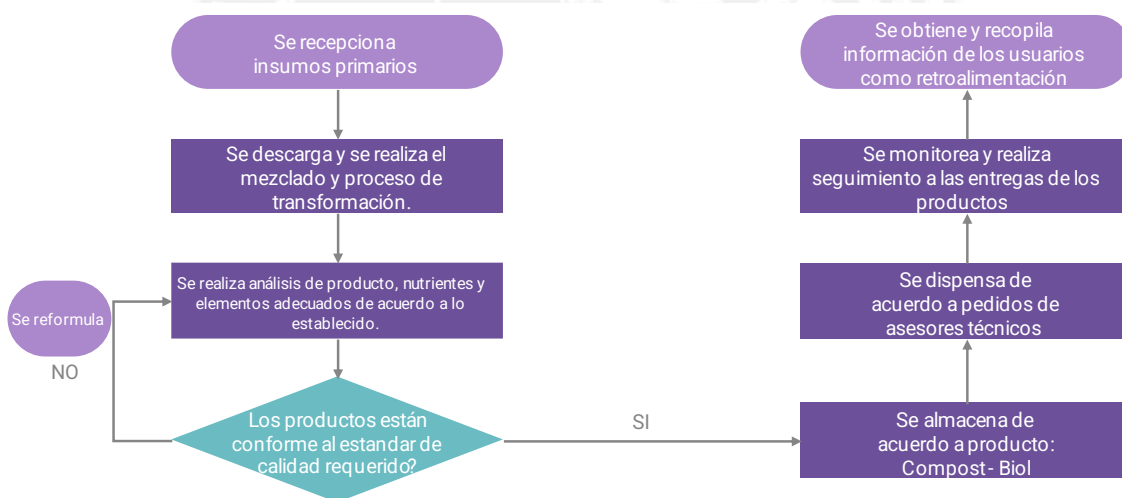 Se recepciona
insumos primarios
Se descarga y se realiza el
mezclado y proceso de
transformación.
Se realiza análisis de producto, nutrientes y
elementos adecuados de acuerdo a lo
establecido.
Se reformula
NO
Los productos están
conforme al estandar de
calidad requerido?
SI
Se almacena de
acuerdo a producto:
Compost - Biol
Se dispensa de
acuerdo a pedidos de
asesores técnicos
Se monitorea y realiza
seguimiento a las entregas de los
productos
Se obtiene y recopila
información de los usuarios
como retroalimentación